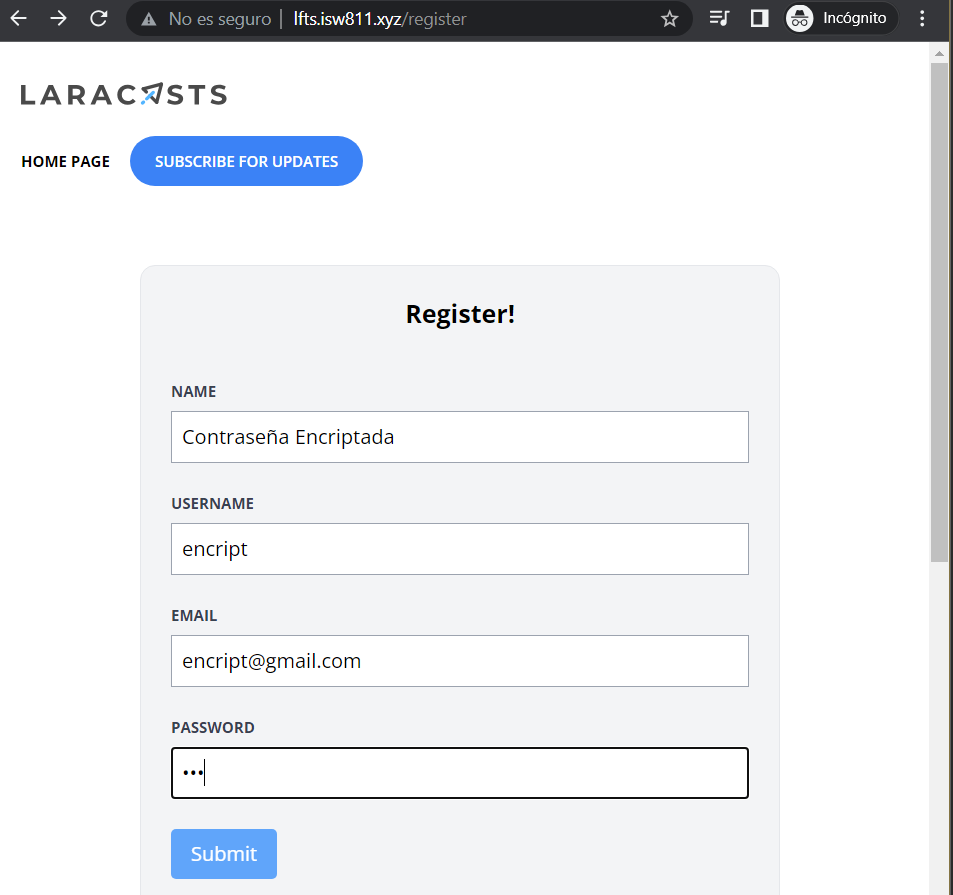 No es seguro | lfts.isw811.xyz/register Incógnito
LARACASTS
HOME PAGE SUBSCRIBE FOR UPDATES
Register!
NAME
Contraseña Encriptada
USERNAME
encript
EMAIL
encript@gmail.com
PASSWORD
•••
Submit